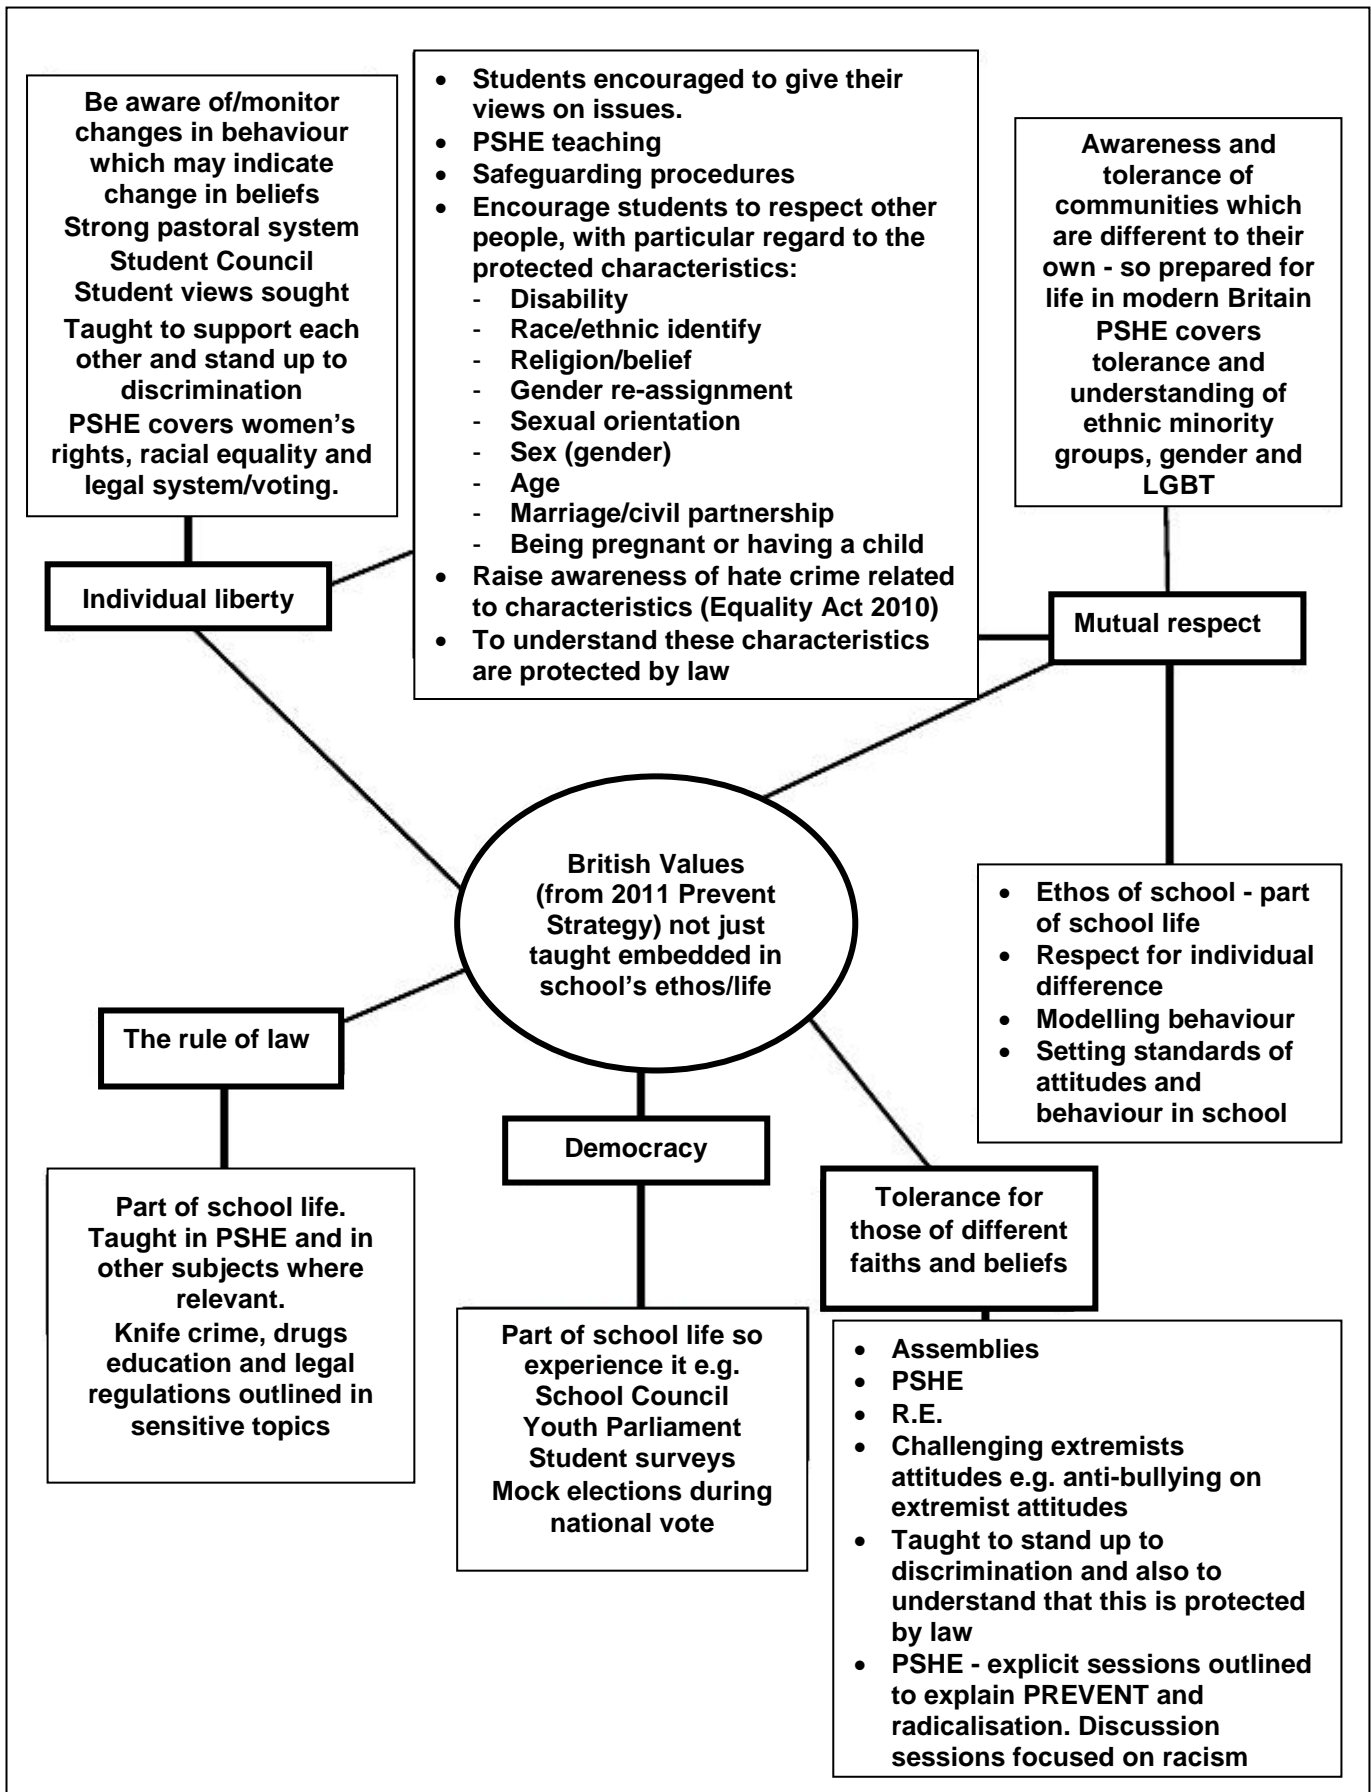 Be aware of/monitor
changes in behaviour
which may indicate
change in beliefs
Strong pastoral system
Student Council
Student views sought
Taught to support each
other and stand up to
discrimination
PSHE covers women’s
rights, racial equality and
legal system/voting.
• Students encouraged to give their
views on issues.
• PSHE teaching
• Safeguarding procedures
• Encourage students to respect other
people, with particular regard to the
protected characteristics:
- Disability
- Race/ethnic identify
- Religion/belief
- Gender re-assignment
- Sexual orientation
- Sex (gender)
- Age
- Marriage/civil partnership
- Being pregnant or having a child
• Raise awareness of hate crime related
to characteristics (Equality Act 2010)
• To understand these characteristics
are protected by law
Awareness and
tolerance of
communities which
are different to their
own - so prepared for
life in modern Britain
PSHE covers
tolerance and
understanding of
ethnic minority
groups, gender and
LGBT
Individual liberty
Mutual respect
British Values
(from 2011 Prevent
Strategy) not just
taught embedded in
school’s ethos/life
• Ethos of school - part
of school life
• Respect for individual
difference
• Modelling behaviour
• Setting standards of
attitudes and
behaviour in school
The rule of law
Democracy
Tolerance for
those of different
faiths and beliefs
Part of school life.
Taught in PSHE and in
other subjects where
relevant.
Knife crime, drugs
education and legal
regulations outlined in
sensitive topics
Part of school life so
experience it e.g.
School Council
Youth Parliament
Student surveys
Mock elections during
national vote
• Assemblies
• PSHE
• R.E.
• Challenging extremists
attitudes e.g. anti-bullying on
extremist attitudes
• Taught to stand up to
discrimination and also to
understand that this is protected
by law
• PSHE - explicit sessions outlined
to explain PREVENT and
radicalisation. Discussion
sessions focused on racism